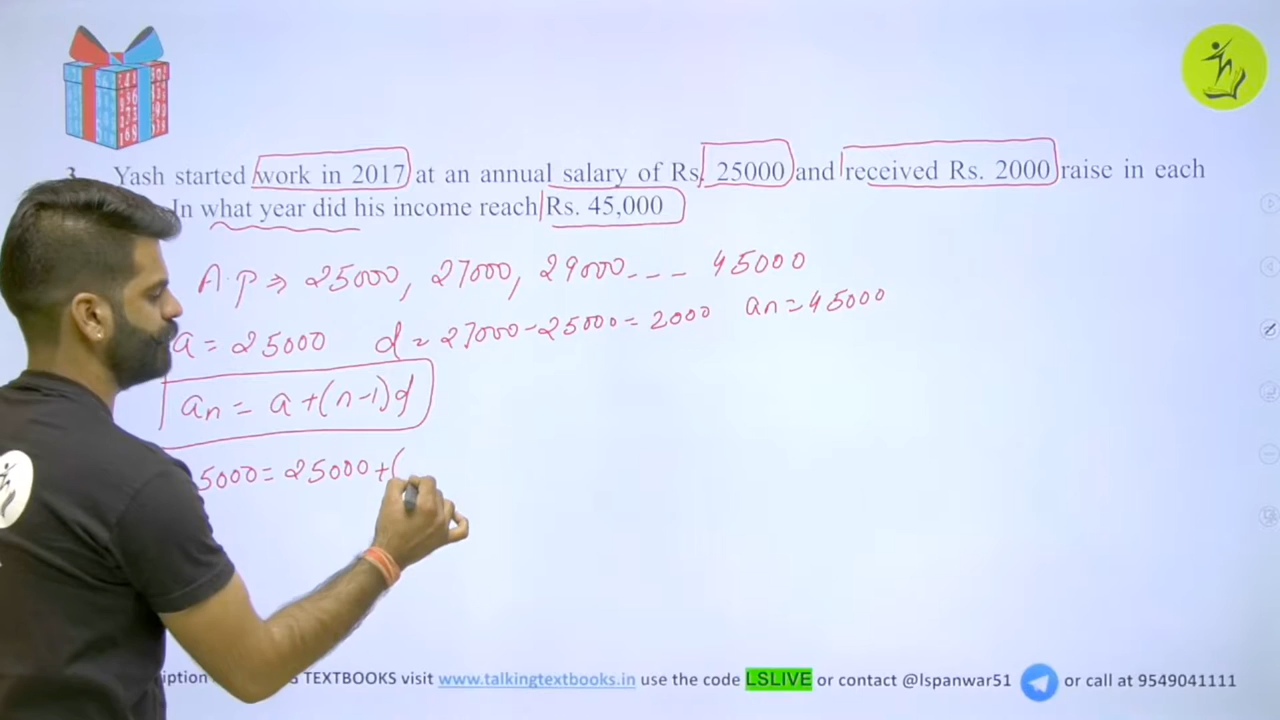 3. Yash started work in 2017 at an annual salary of Rs. 25000 and received Rs. 2000 raise in each
In what year did his income reach Rs. 45,000
A.P ⇒ 25000, 27000, 29000--- 45000
a = 25000 d = 27000-25000 = 2000 an = 45000
an = a+(n-1)d
5000 = 25000+(
TEXTBOOKS visit www.talkingtextbooks.in use the code LSLIVE or contact @lspanwar51 or call at 9549041111